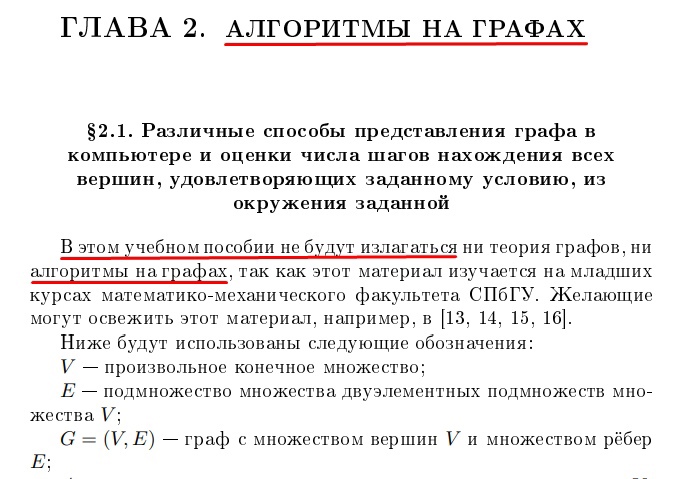 ГЛАВА 2. АЛГОРИТМЫ НА ГРАФАХ
§2.1. Различные способы представления графа в
компьютере и оценки числа шагов нахождения всех
вершин, удовлетворяющих заданному условию, из
окружения заданной
В этом учебном пособии не будут излагаться ни теория графов, ни
алгоритмы на графах, так как этот материал изучается на младших
курсах математико-механического факультета СПбГУ. Желающие
могут освежить этот материал, например, в [13, 14, 15, 16].
Ниже будут использованы следующие обозначения:
V — произвольное конечное множество;
E — подмножество множества двуэлементных подмножеств мно-
жества V;
G = (V, E) — граф с множеством вершин V и множеством рёбер
E;